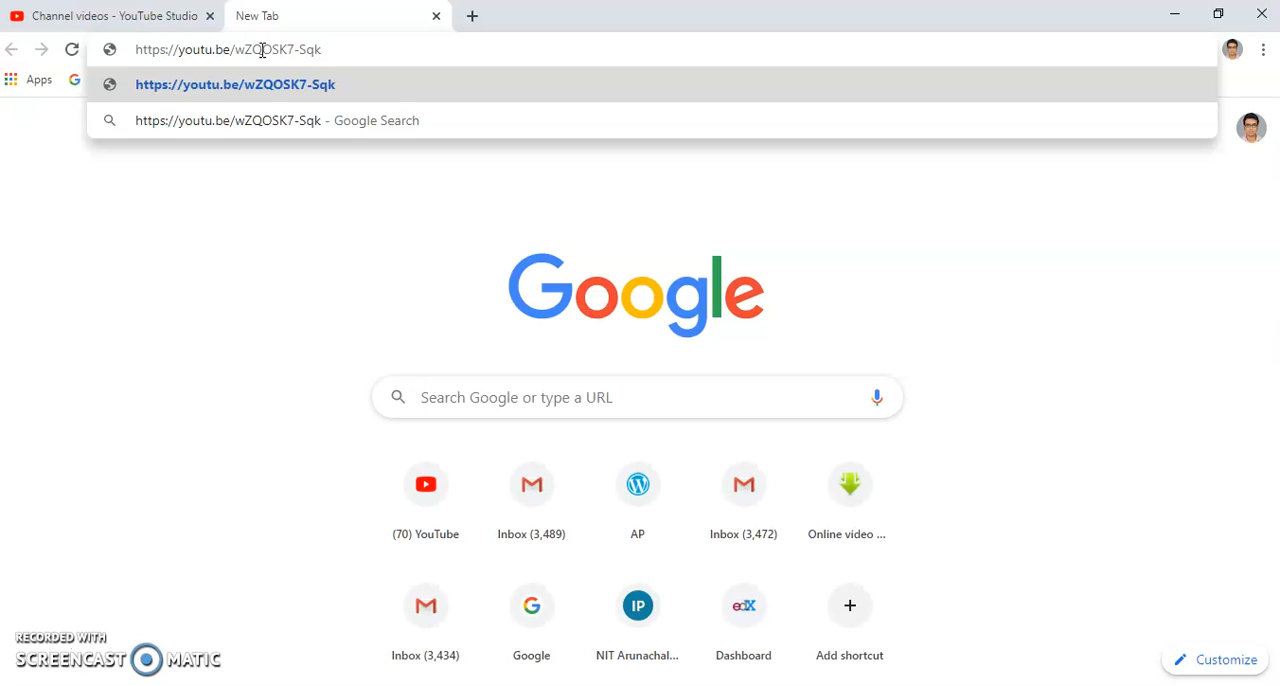 Channel videos - YouTube Studio
New Tab
https://youtu.be/wZQOSK7-Sqk
Apps
https://youtu.be/wZQOSK7-Sqk
https://youtu.be/wZQOSK7-Sqk - Google Search
Google
Search Google or type a URL
(70) YouTube
Inbox (3,489)
AP
Inbox (3,472)
Online video ...
IP
edX
Inbox (3,434)
Google
NIT Arunachal...
Dashboard
Add shortcut
RECORDED WITH
SCREENCAST MATIC
Customize